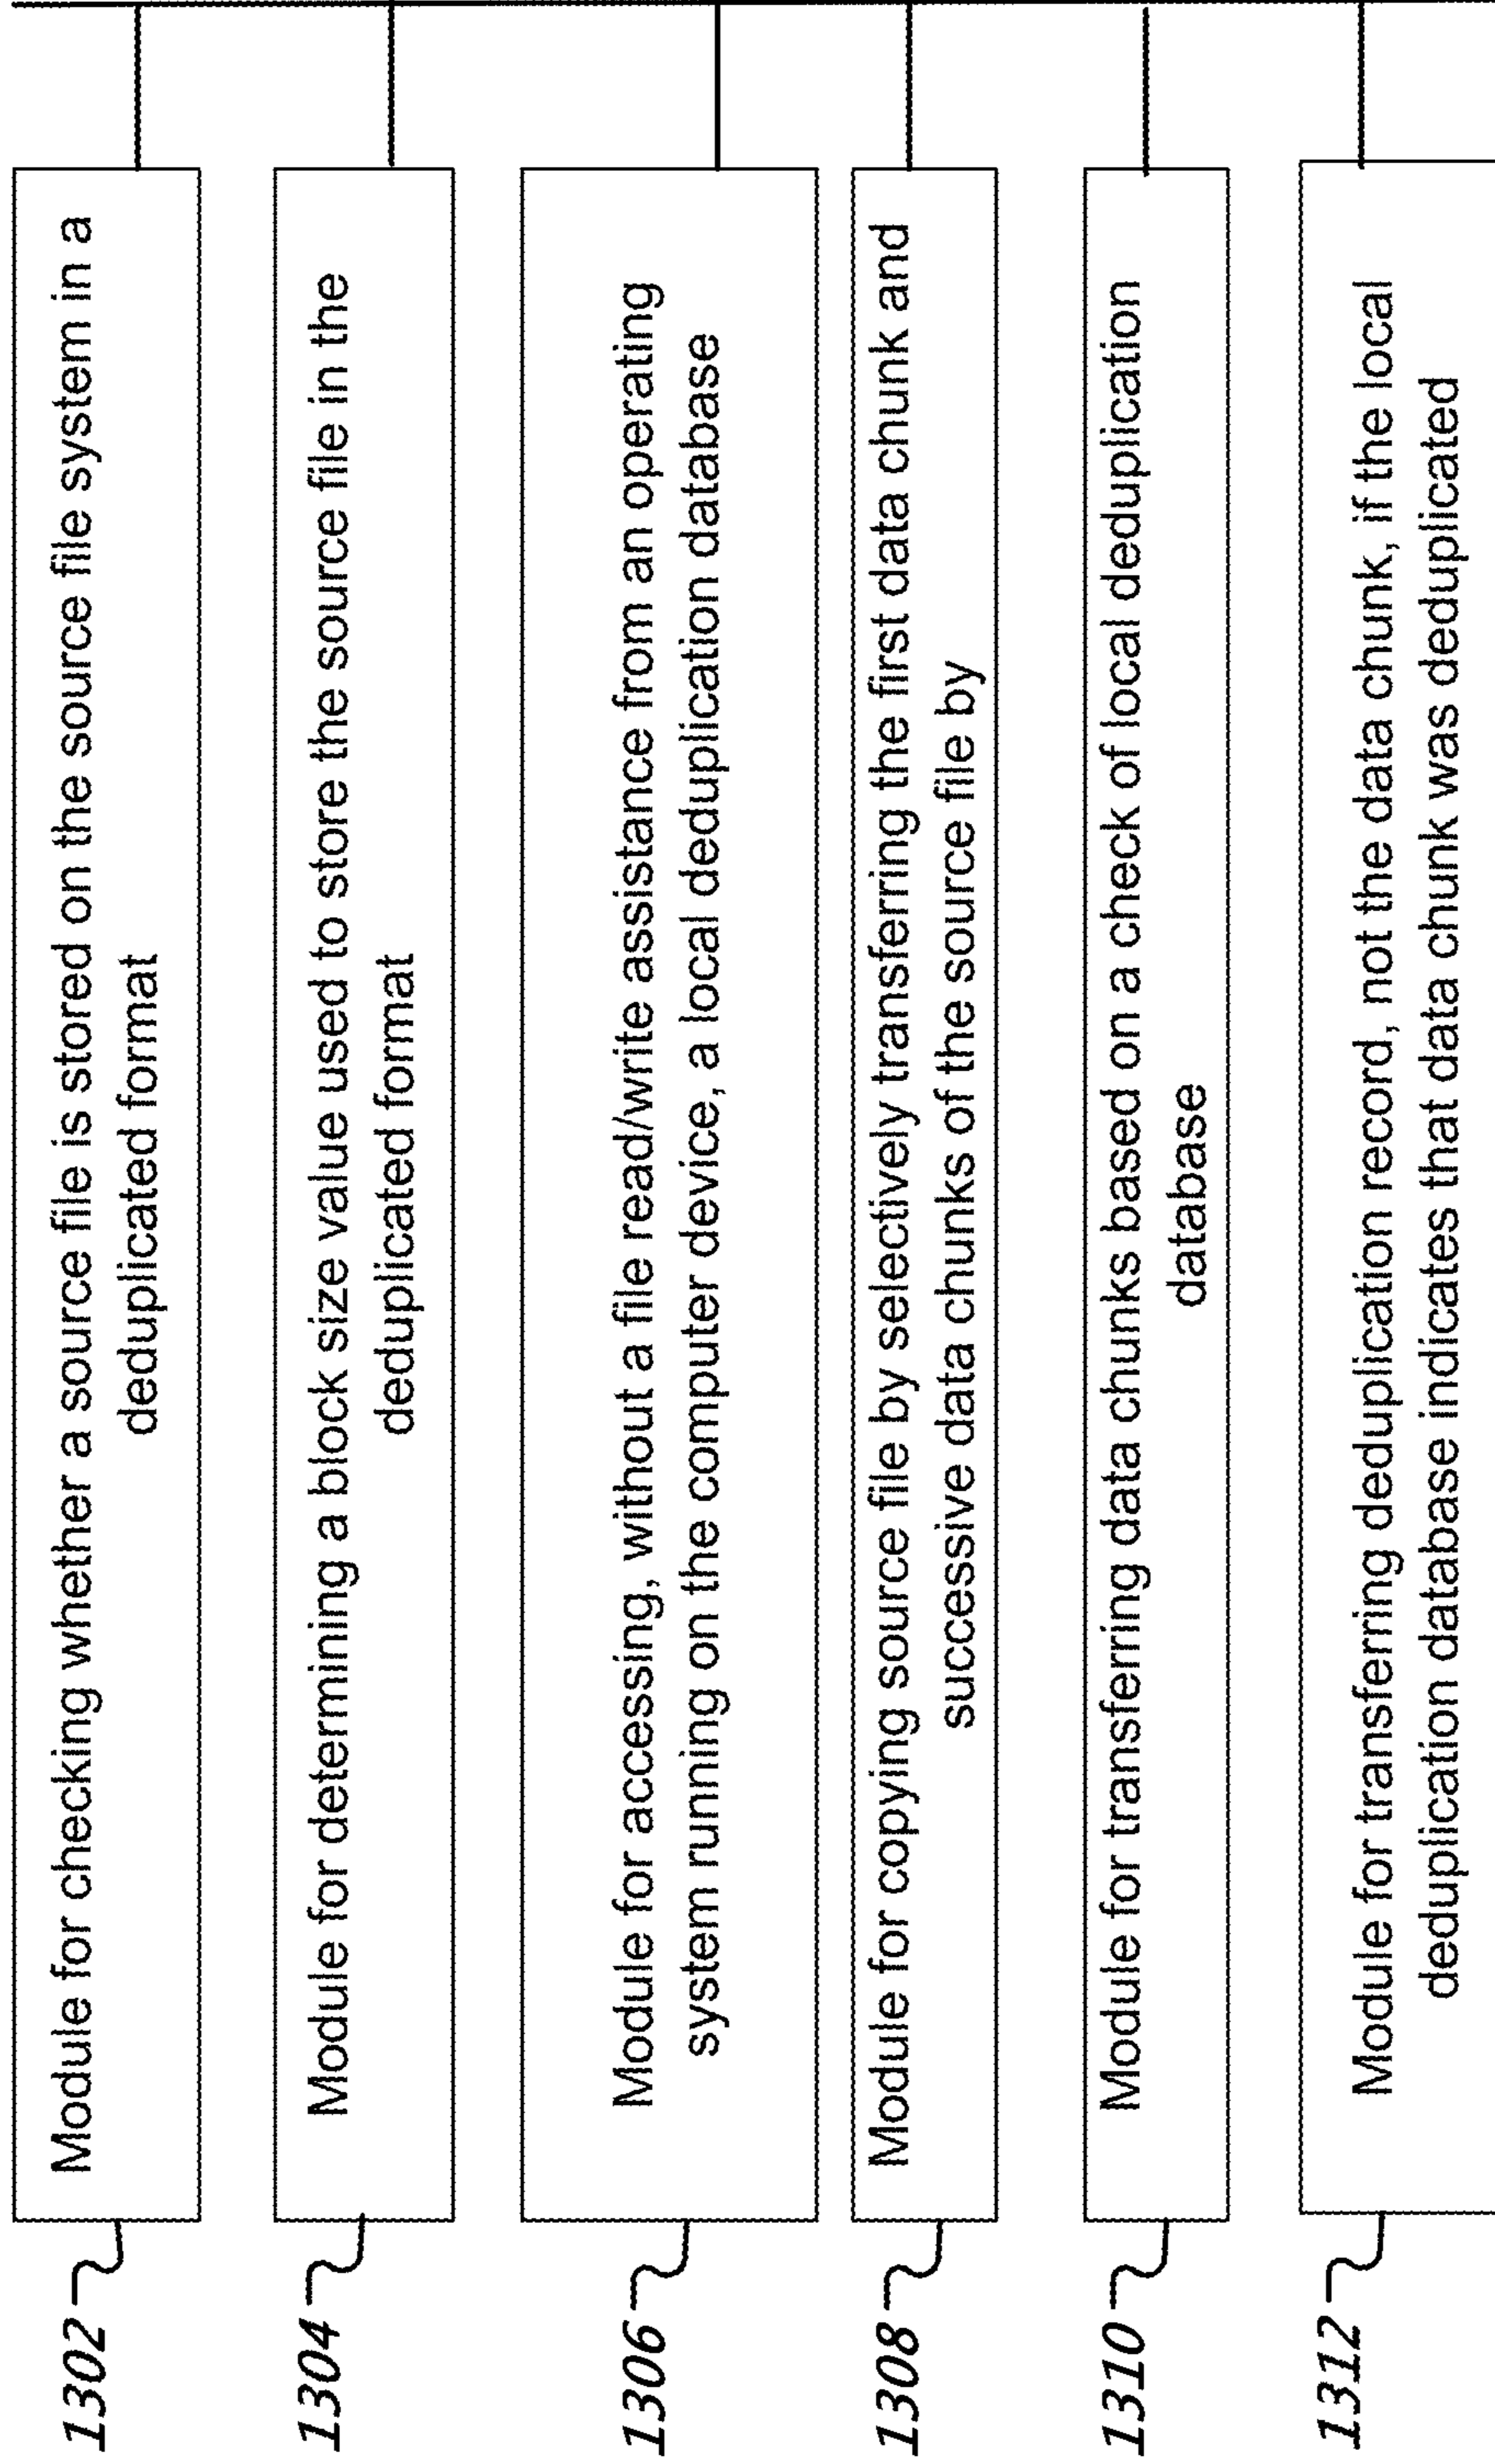 1302
Module for checking whether a source file is stored on the source file system in a
deduplicated format
1304
Module for determining a block size value used to store the source file in the
deduplicated format
1306
Module for accessing, without a file read/write assistance from an operating
system running on the computer device, a local deduplication database
1308
Module for copying source file by selectively transferring the first data chunk and
successive data chunks of the source file by
1310
Module for transferring data chunks based on a check of local deduplication
database
1312
Module for transferring deduplication record, not the data chunk, if the local
deduplication database indicates that data chunk was deduplicated